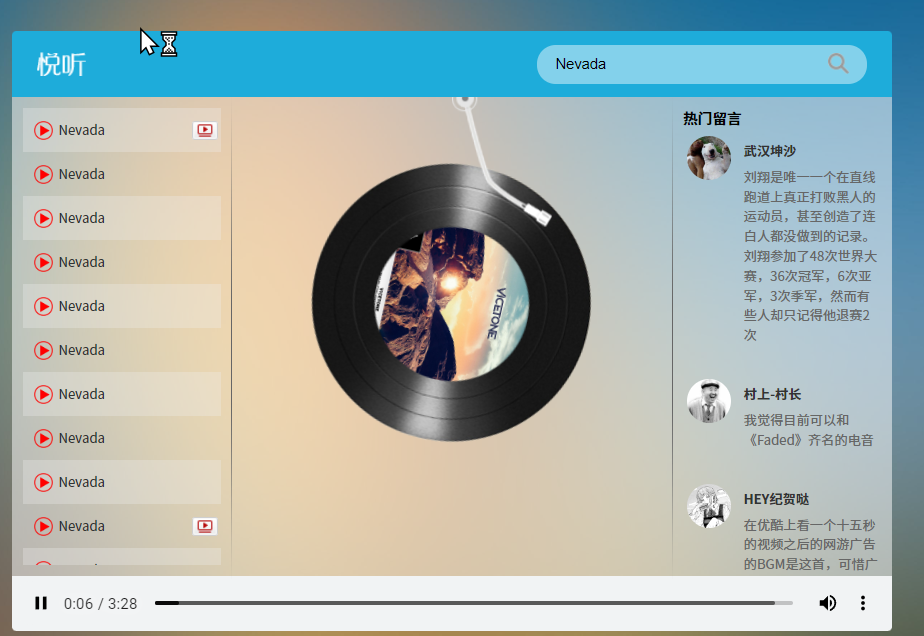 悦听
Nevada
Nevada
Nevada
Nevada
Nevada
Nevada
Nevada
Nevada
Nevada
Nevada
Nevada
VICETONE
热门留言
武汉坤沙
刘翔是唯一一个在直线
跑道上真正打败黑人的
运动员，甚至创造了连
白人都没做到的记录。
刘翔参加了48次世界大
赛，36次冠军，6次亚
军，3次季军，然而有
些人却只记得他退赛2
次
村上-村长
我觉得目前可以和
《Faded》齐名的电音
HEY纪贺哒
在优酷上看一个十五秒
的视频之后的网游广告
的BGM是这首，可惜广
0:06 / 3:28